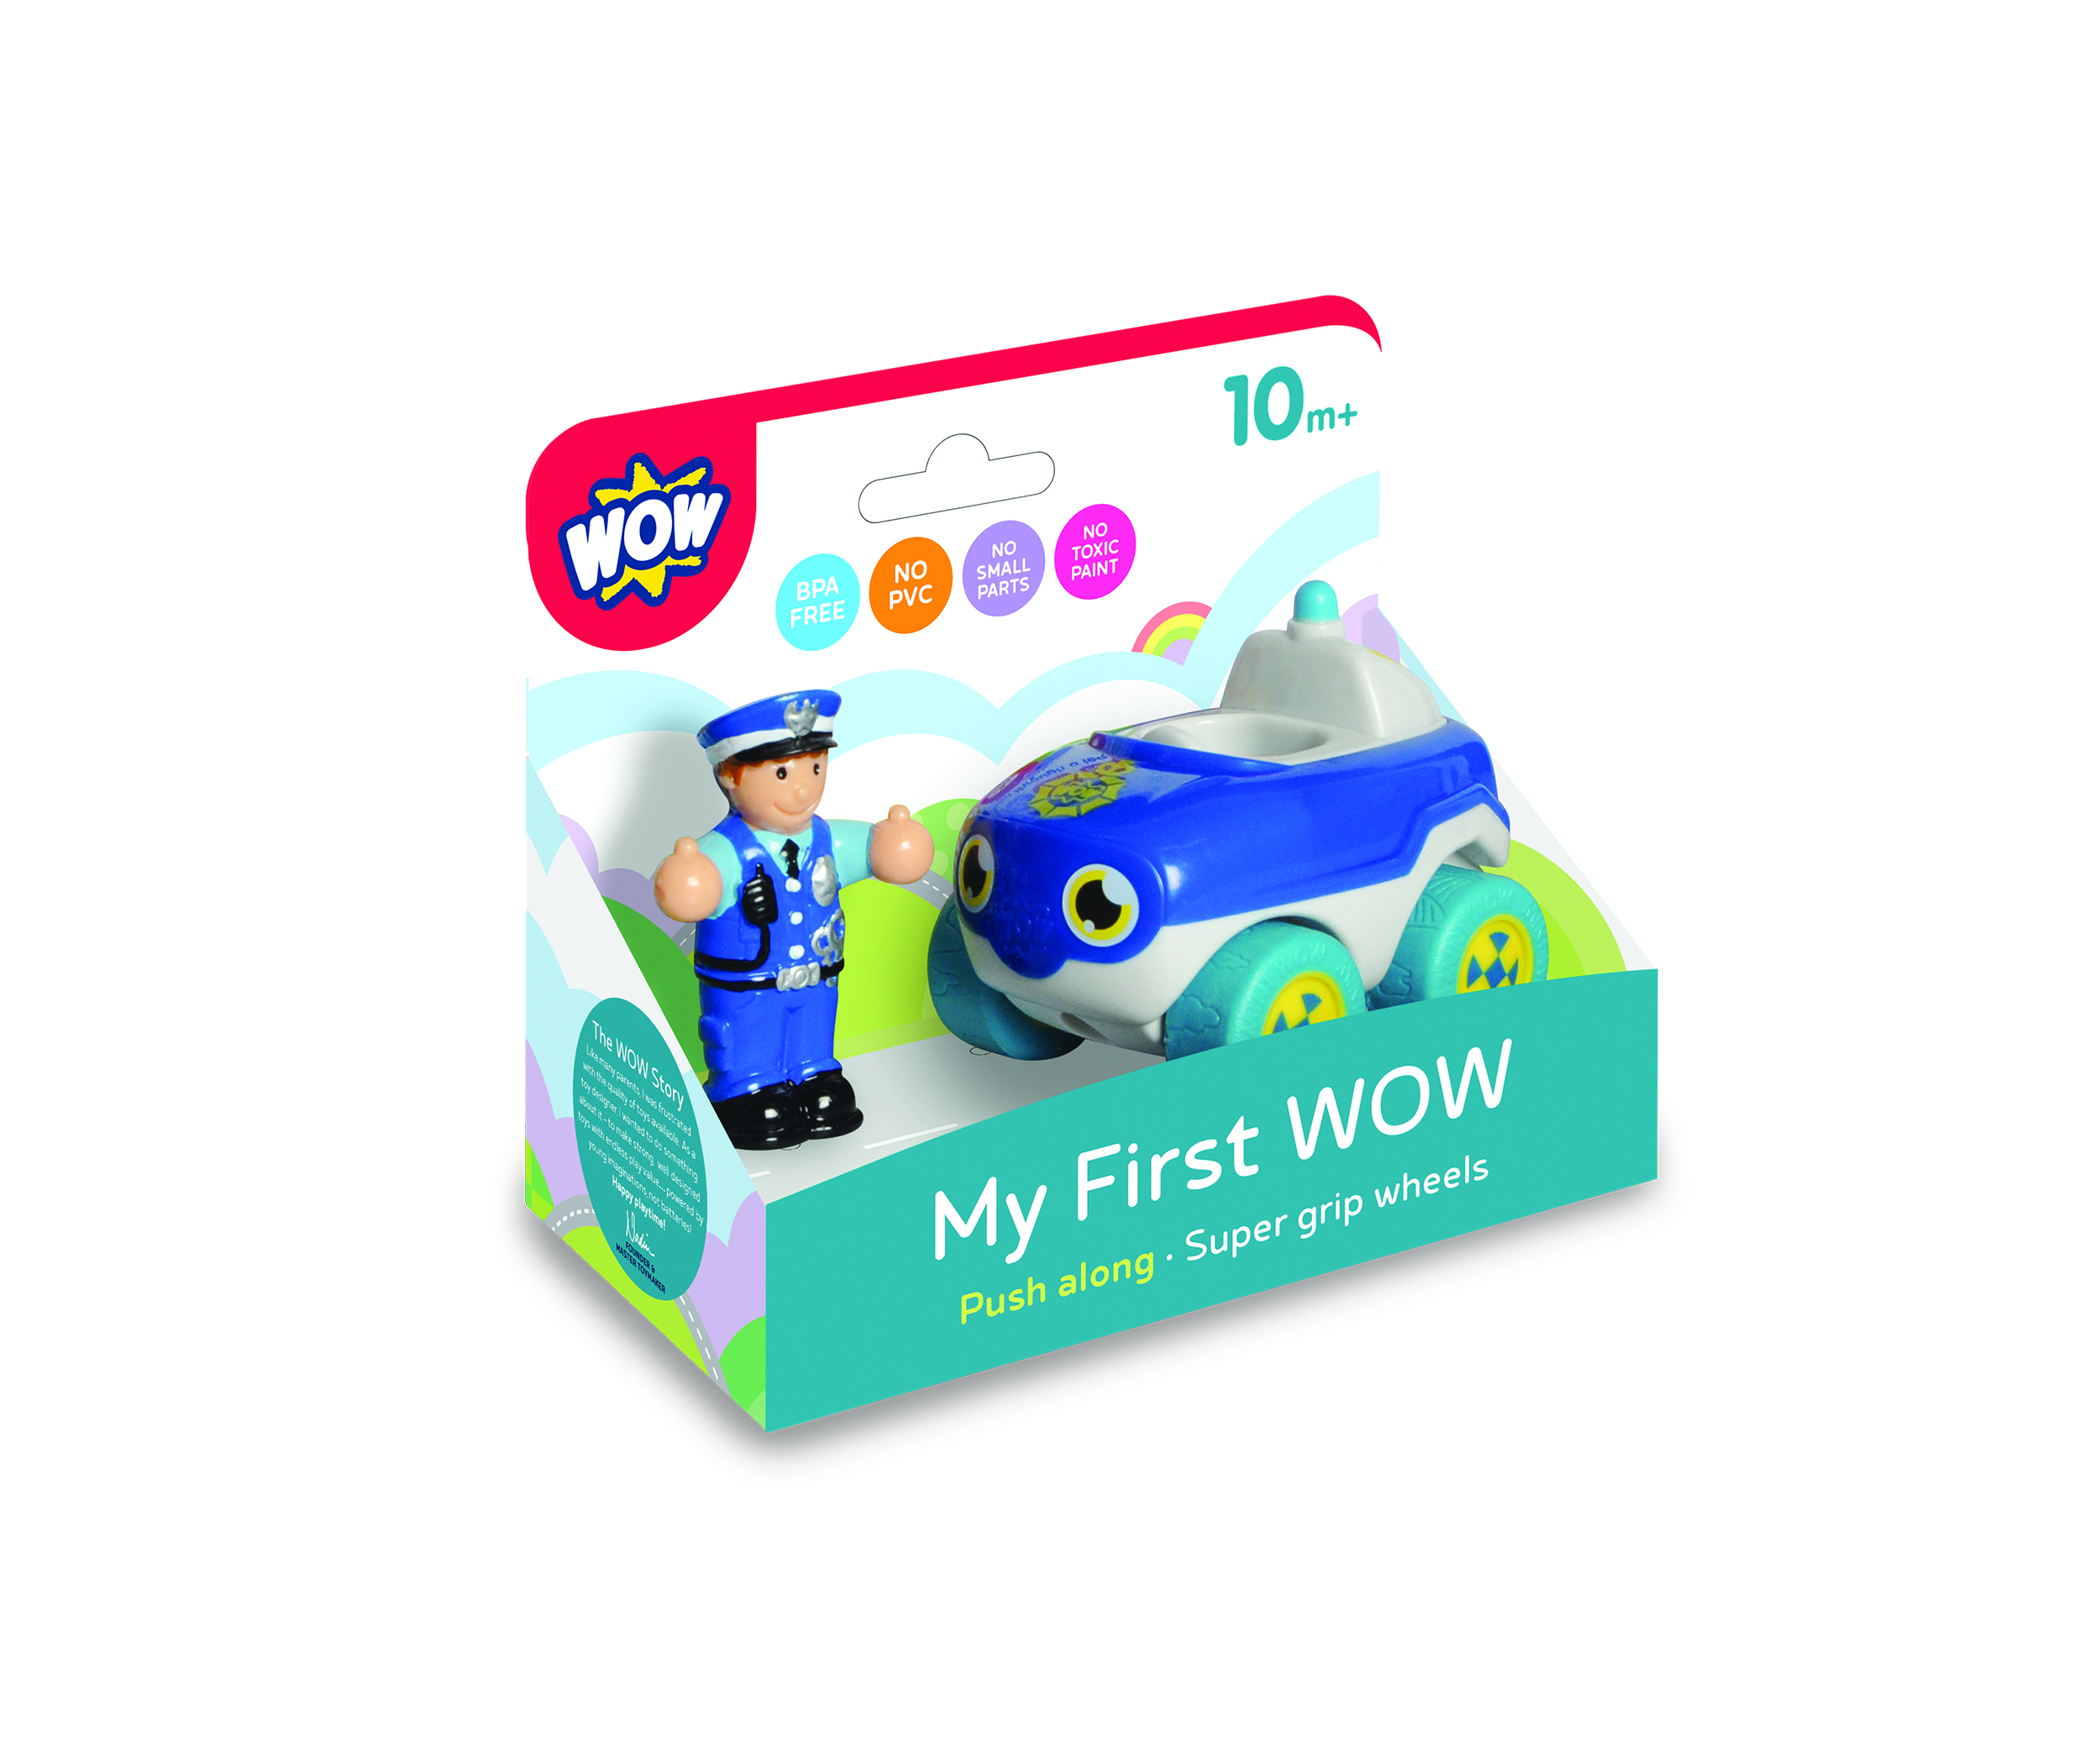 WOW
10m+
BPA
FREE
NO
PVC
NO
SMALL
PARTS
NO
TOXIC
PAINT
The WOW Story
Like many parents I was frustrated
with the quality of toys available. As a
toy designer, I wanted to do something
about it - to make strong, well designed
toys with endless play value.... powered by
young imaginations, not batteries!
Happy playtime!
Nadim
FOUNDER &
MASTER TOYMAKER
My First WOW
Push along · Super grip wheels